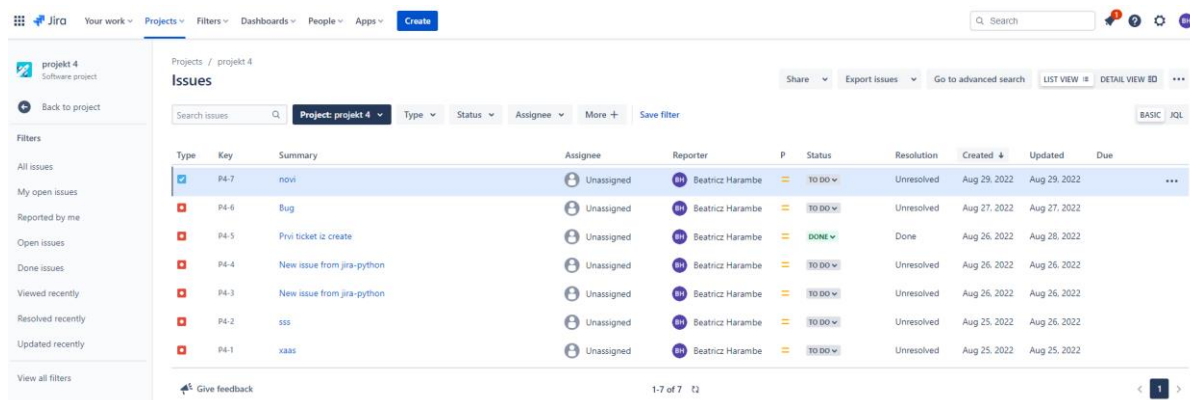 Jira Your work Projects Filters Dashboards People Apps Create Search 1 BH
projekt 4
Software project
Back to project
Filters
All issues
My open issues
Reported by me
Open issues
Done issues
Viewed recently
Resolved recently
Updated recently
View all filters
Projects / projekt 4
Issues
Share Export issues Go to advanced search LIST VIEW DETAIL VIEW
Search issues Project: projekt 4 Type Status Assignee More + Save filter BASIC JQL
Type Key Summary Assignee Reporter P Status Resolution Created Updated Due
P4-7 novi Unassigned BH Beatricz Harambe TO DO Unresolved Aug 29, 2022 Aug 29, 2022
P4-6 Bug Unassigned BH Beatricz Harambe TO DO Unresolved Aug 27, 2022 Aug 27, 2022
P4-5 Prvi ticket iz create Unassigned BH Beatricz Harambe DONE Done Aug 26, 2022 Aug 28, 2022
P4-4 New issue from jira-python Unassigned BH Beatricz Harambe TO DO Unresolved Aug 26, 2022 Aug 26, 2022
P4-3 New issue from jira-python Unassigned BH Beatricz Harambe TO DO Unresolved Aug 26, 2022 Aug 26, 2022
P4-2 sss Unassigned BH Beatricz Harambe TO DO Unresolved Aug 25, 2022 Aug 26, 2022
P4-1 xaas Unassigned BH Beatricz Harambe TO DO Unresolved Aug 25, 2022 Aug 25, 2022
Give feedback 1-7 of 7 1